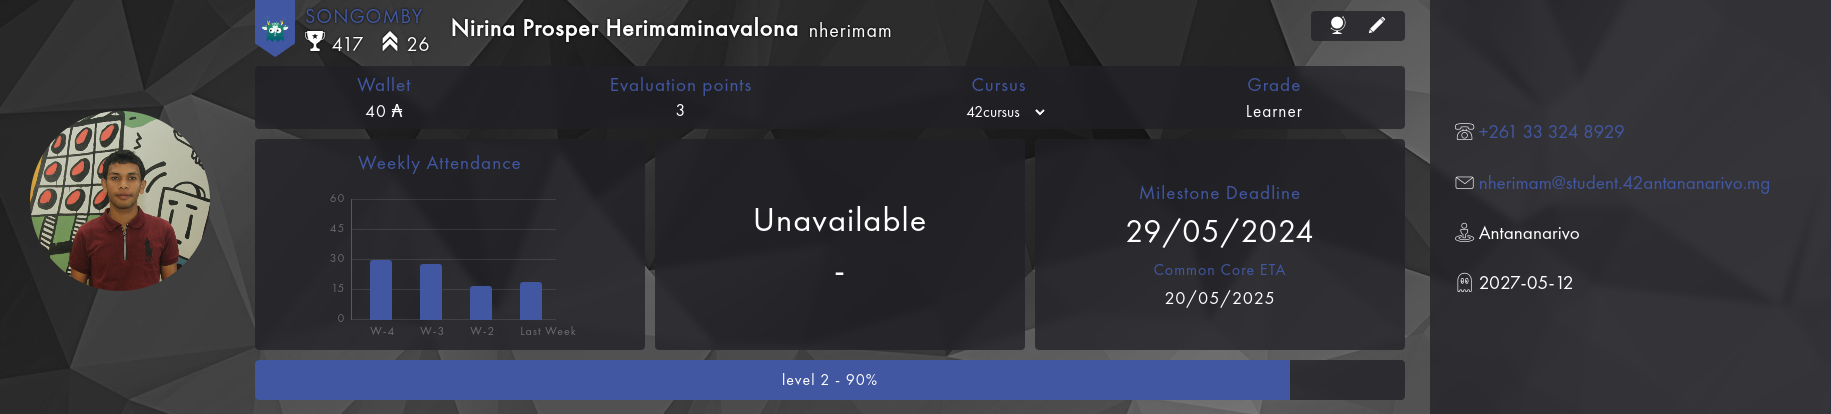 SONGOMBY
417 26
Nirina Prosper Herimaminavalona nherimam
Wallet
40 ₳
Evaluation points
3
Cursus
42cursus
Grade
Learner
Weekly Attendance
60
45
30
15
0
W-4 W-3 W-2 Last Week
Unavailable
-
Milestone Deadline
29/05/2024
Common Core ETA
20/05/2025
level 2 - 90%
+261 33 324 8929
nherimam@student.42antananarivo.mg
Antananarivo
2027-05-12